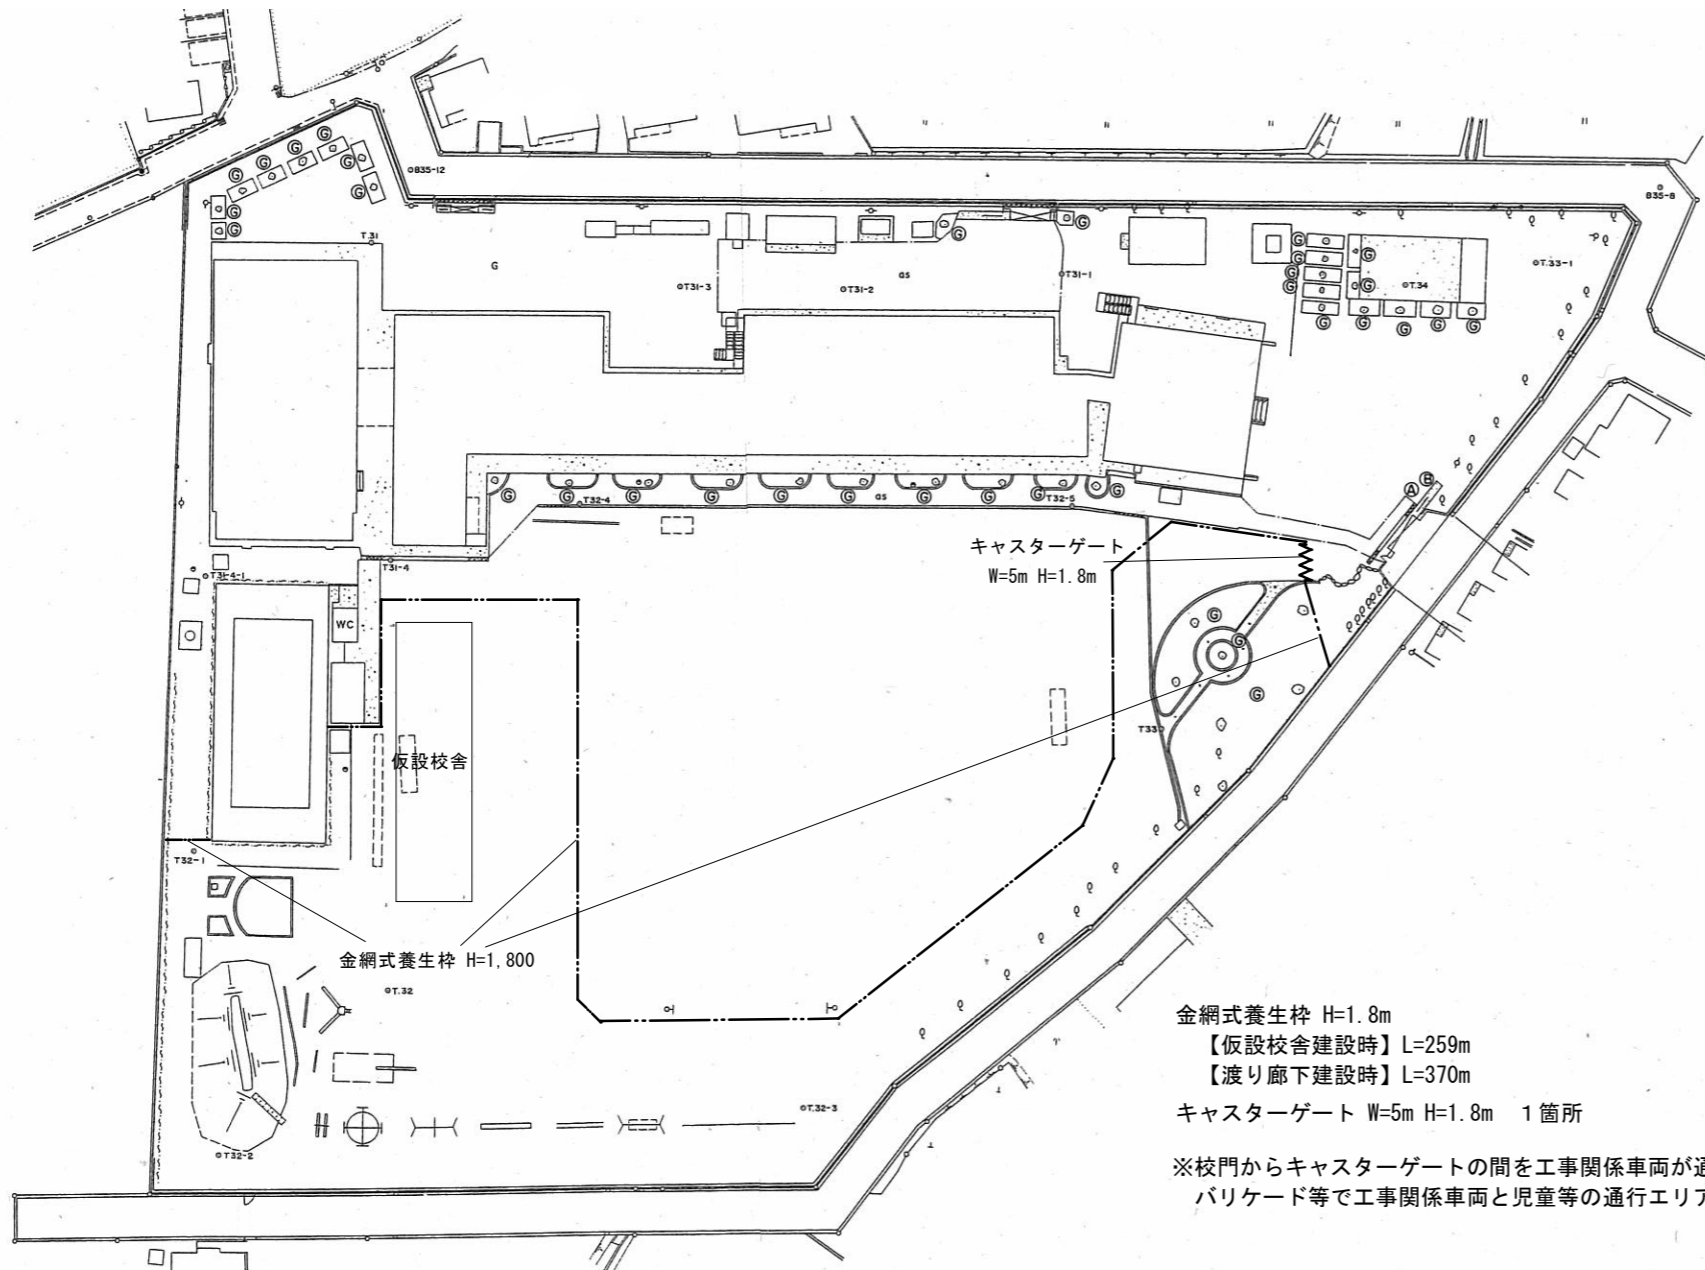 B35-12
B35-8
T.31
G
T31-3
T31-2
as
T31-1
T.34
T.33-1
A
B
T32-4
as
T32-5
T31-4
T31-4-1
WC
キャスターゲート
W=5m H=1.8m
T33
仮設校舎
T32-1
金網式養生枠 H=1,800
T.32
T.32-3
T32-2
金網式養生枠 H=1.8m
【仮設校舎建設時】L=259m
【渡り廊下建設時】L=370m
キャスターゲート W=5m H=1.8m 1箇所
※校門からキャスターゲートの間を工事関係車両が通
バリケード等で工事関係車両と児童等の通行エリア